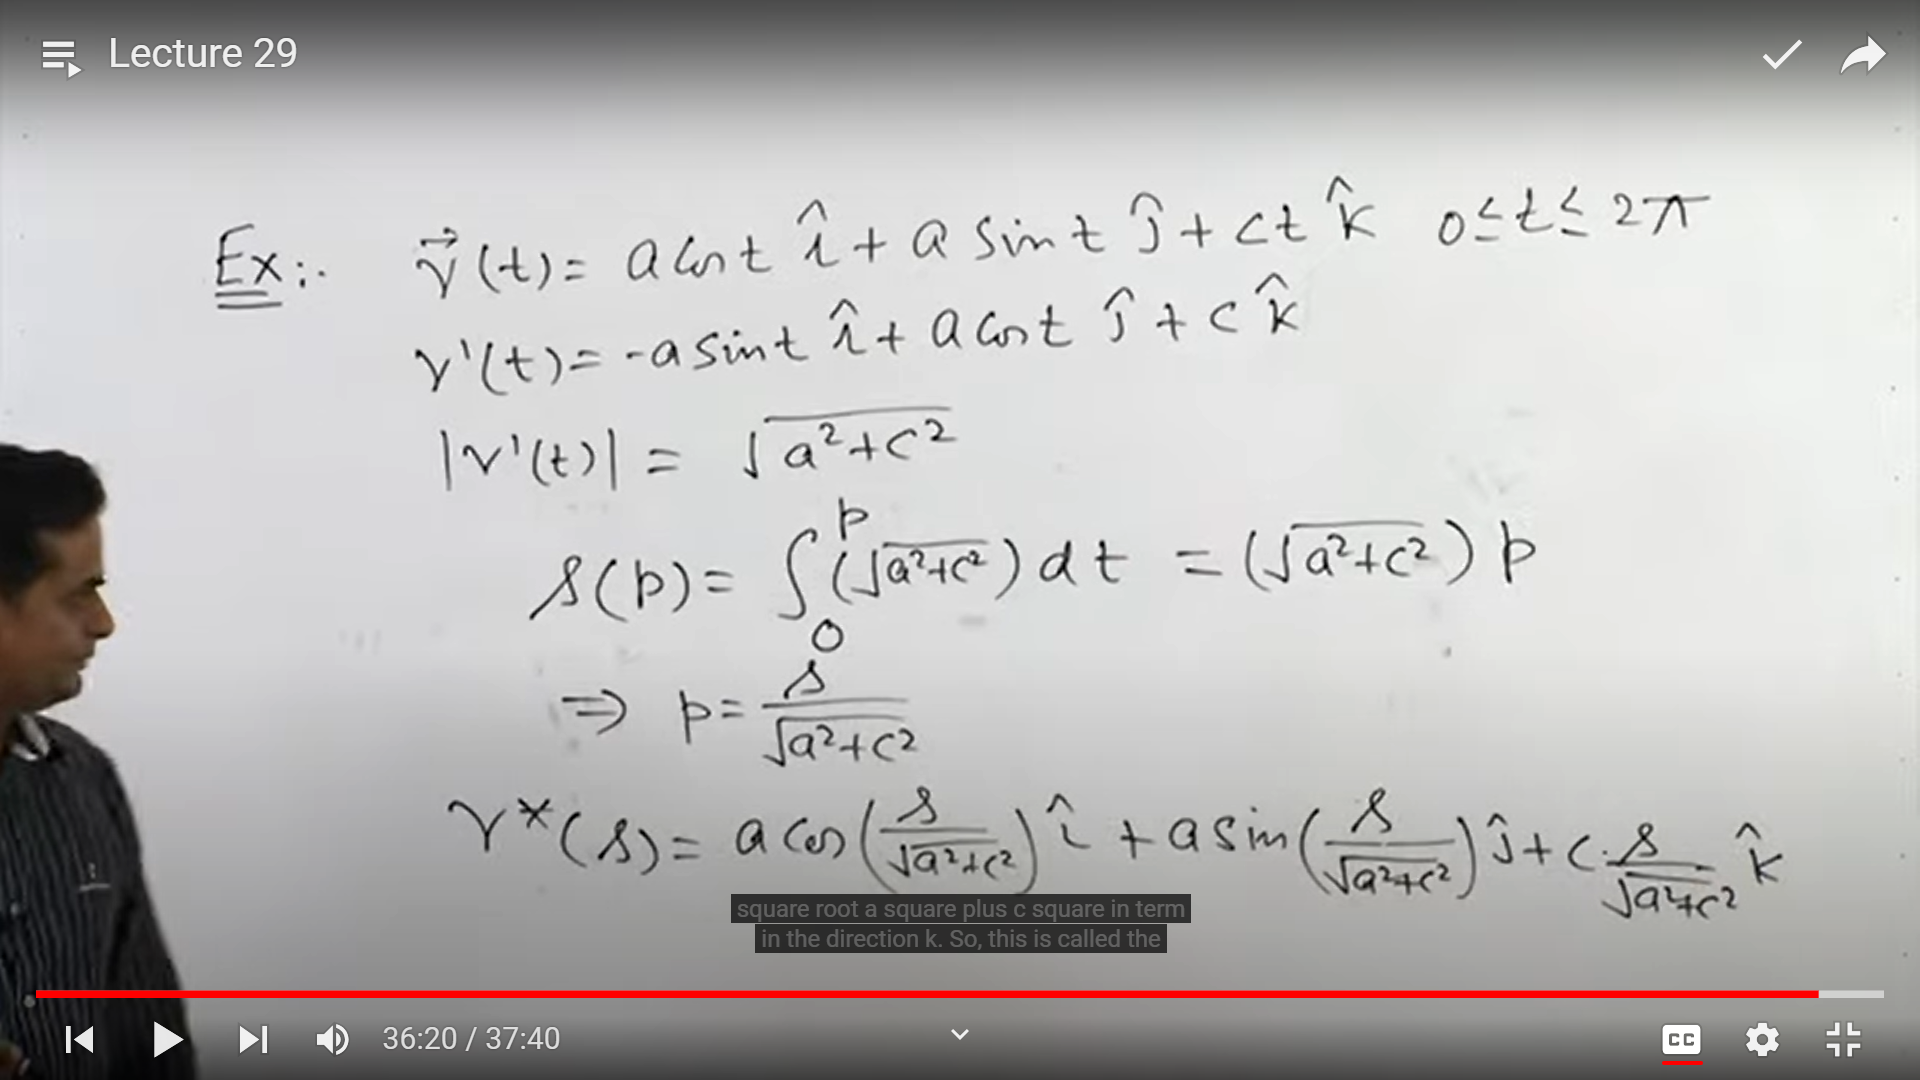 Lecture 29
Ex:. $\vec{r}(t) = a \cos t \hat{i} + a \sin t \hat{j} + ct \hat{k}$ $0 \leq t \leq 2\pi$
$r'(t) = -a \sin t \hat{i} + a \cos t \hat{j} + c \hat{k}$
$|r'(t)| = \sqrt{a^2+c^2}$
$s(p) = \int_0^p (\sqrt{a^2+c^2}) dt = (\sqrt{a^2+c^2}) p$
$\Rightarrow p = \frac{s}{\sqrt{a^2+c^2}}$
$r^*(s) = a \cos\left(\frac{s}{\sqrt{a^2+c^2}}\right) \hat{i} + a \sin\left(\frac{s}{\sqrt{a^2+c^2}}\right) \hat{j} + c \cdot \frac{s}{\sqrt{a^2+c^2}} \hat{k}$
square root a square plus c square in term
in the direction k. So, this is called the
36:20 / 37:40
CC